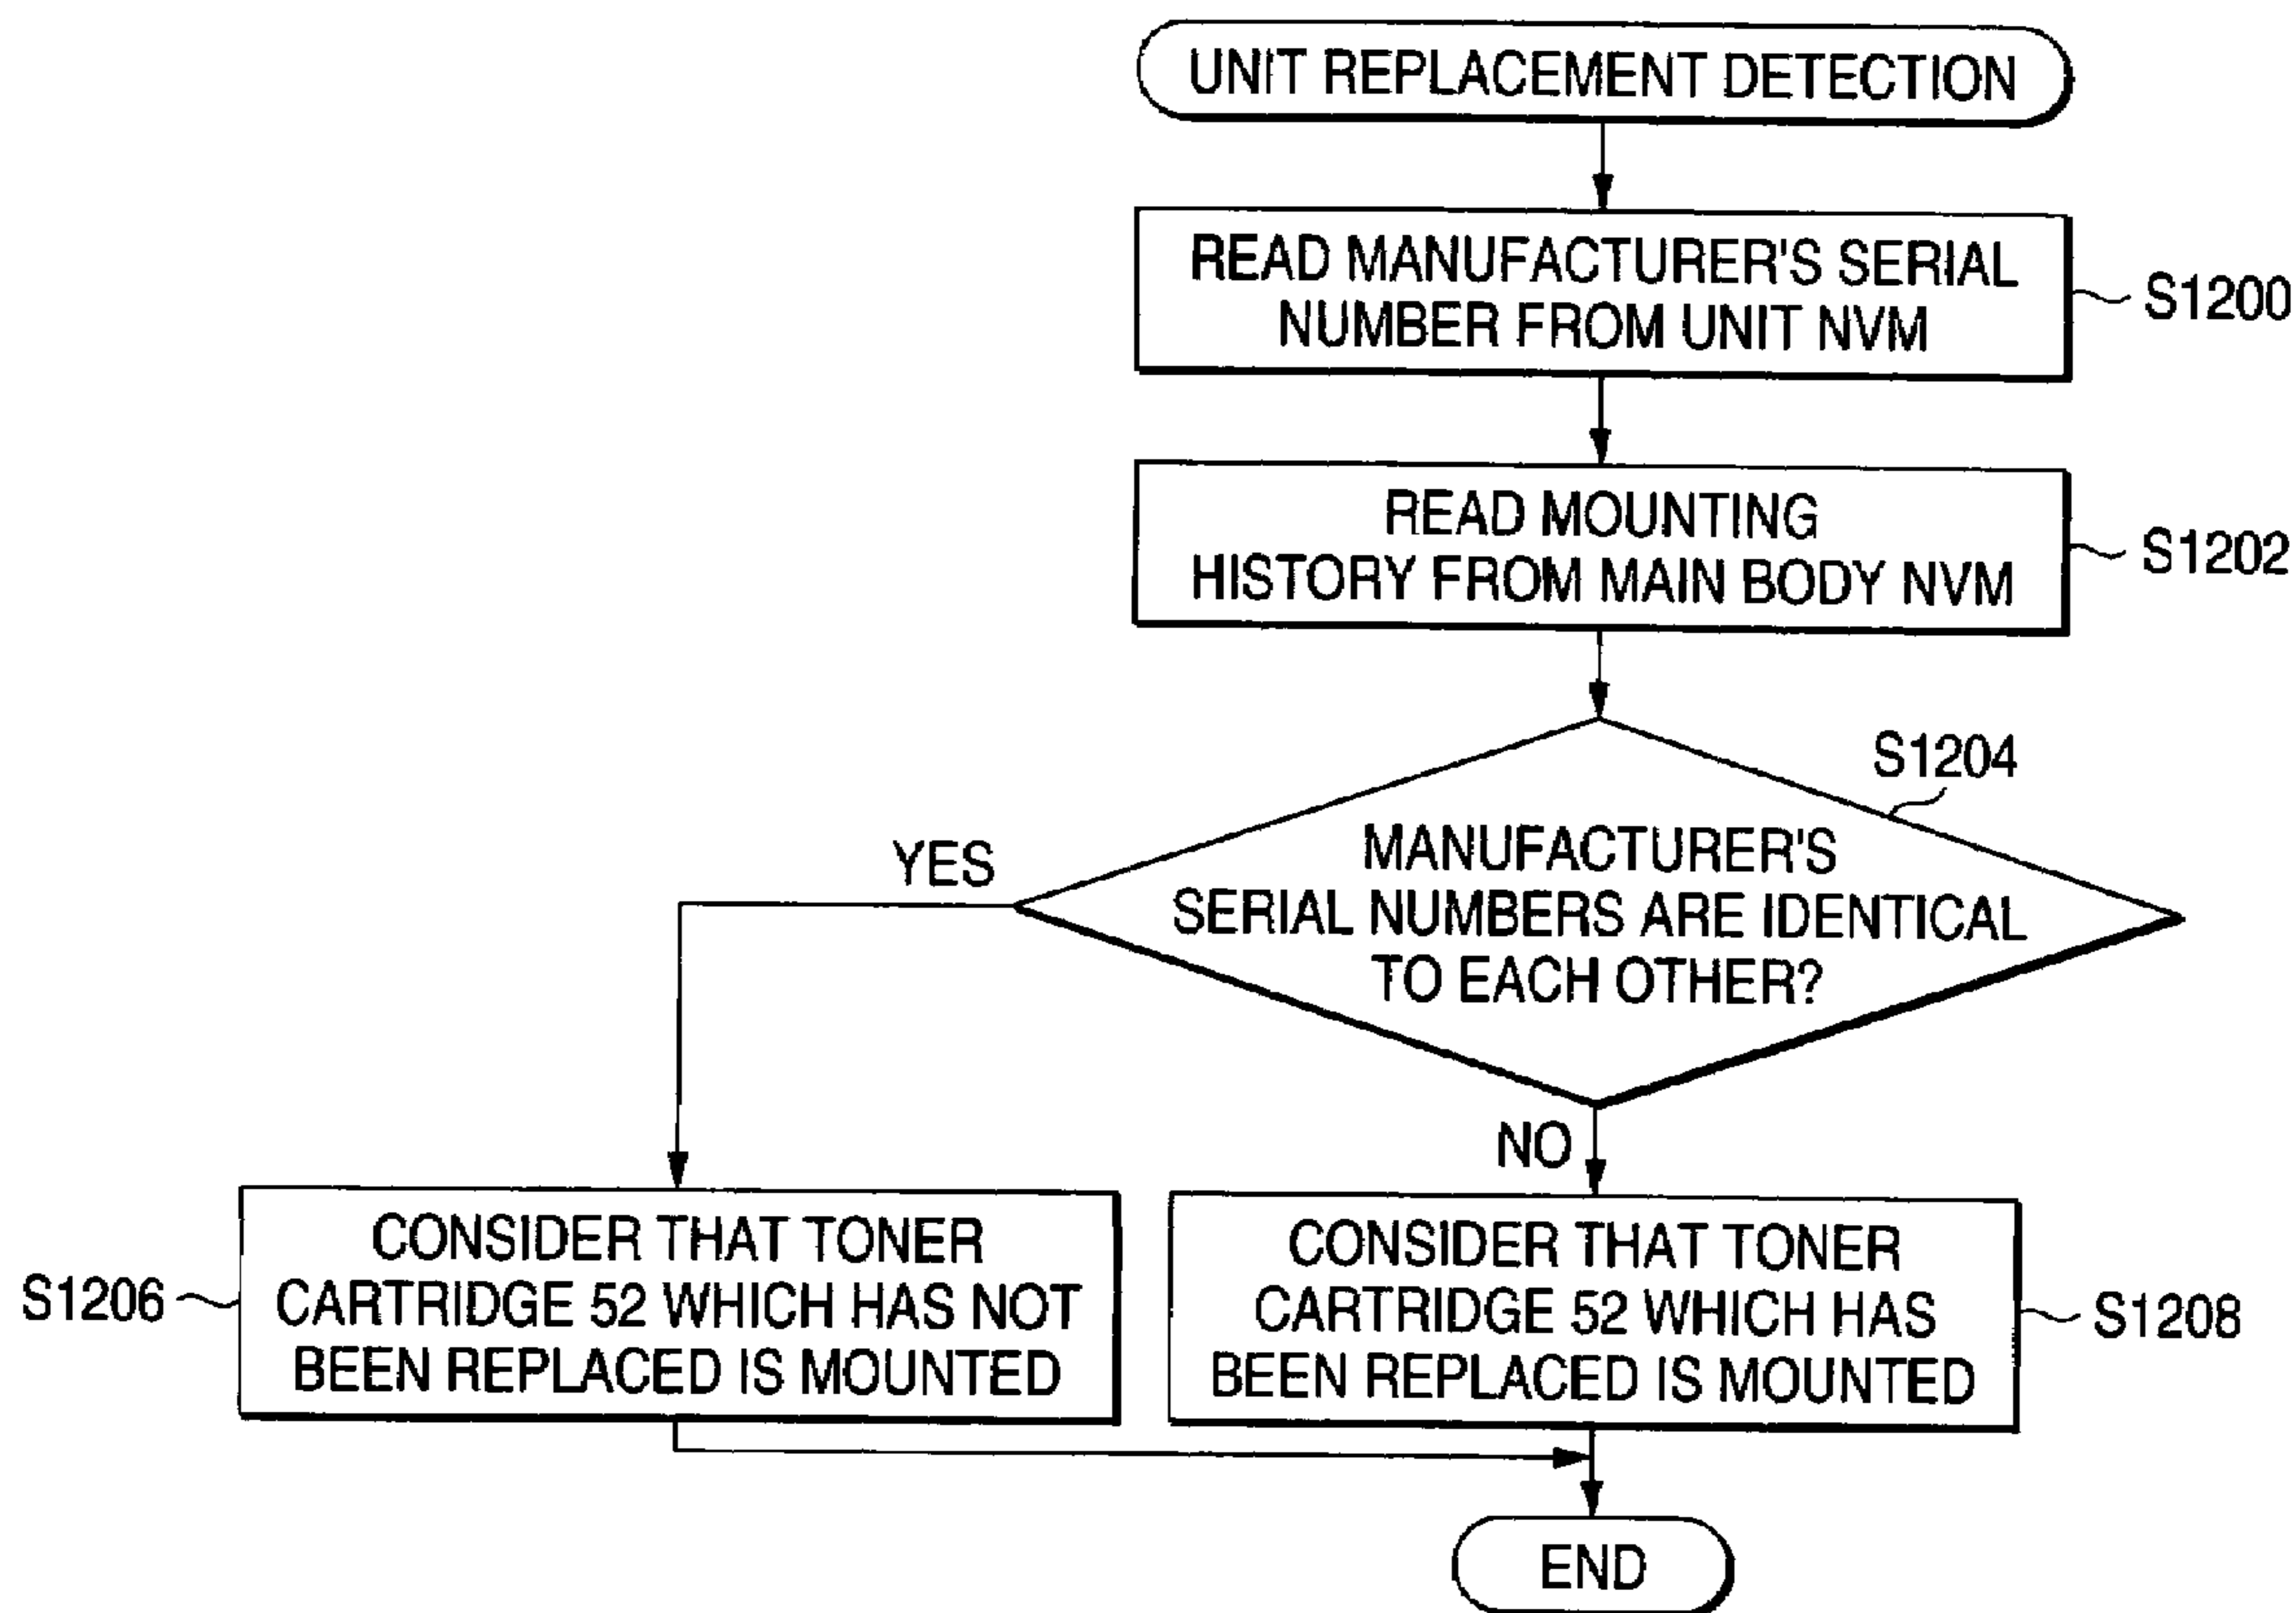 UNIT REPLACEMENT DETECTION
READ MANUFACTURER'S SERIAL
NUMBER FROM UNIT NVM
S1200
READ MOUNTING
HISTORY FROM MAIN BODY NVM
S1202
S1204
MANUFACTURER'S
SERIAL NUMBERS ARE IDENTICAL
TO EACH OTHER?
YES
NO
S1206
CONSIDER THAT TONER
CARTRIDGE 52 WHICH HAS NOT
BEEN REPLACED IS MOUNTED
CONSIDER THAT TONER
CARTRIDGE 52 WHICH HAS
BEEN REPLACED IS MOUNTED
S1208
END